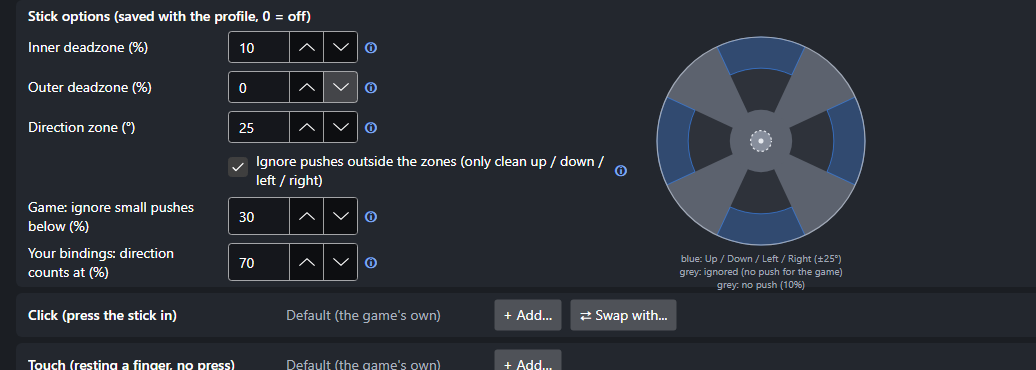 Stick options (saved with the profile, 0 = off)
Inner deadzone (%)
10
Outer deadzone (%)
0
Direction zone (°)
25
Ignore pushes outside the zones (only clean up / down /
left / right)
Game: ignore small pushes
below (%)
30
Your bindings: direction
counts at (%)
70
blue: Up / Down / Left / Right (±25°)
grey: ignored (no push for the game)
grey: no push (10%)
Click (press the stick in)
Default (the game's own)
+ Add...
⇄ Swap with...
Touch (resting a finger, no press)
Default (the game's own)
+ Add...